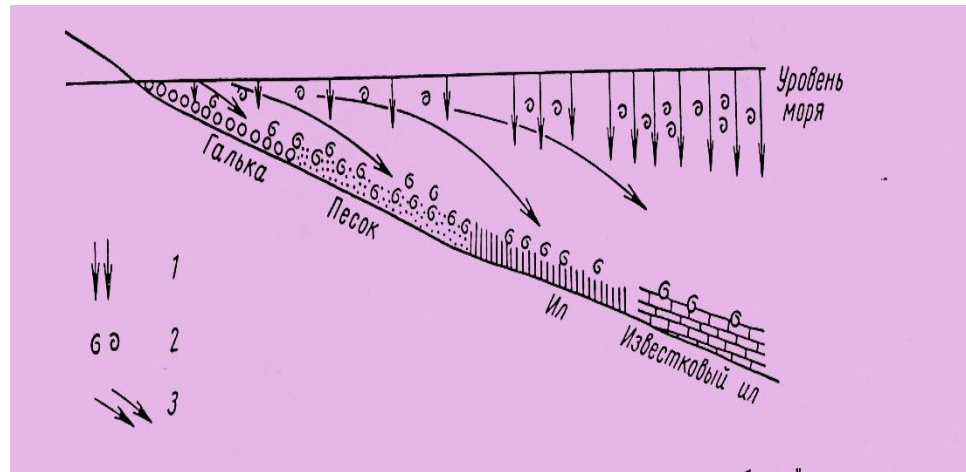 Уровень
моря
Галька
Песок
Ил
Известковый ил
1
2
3